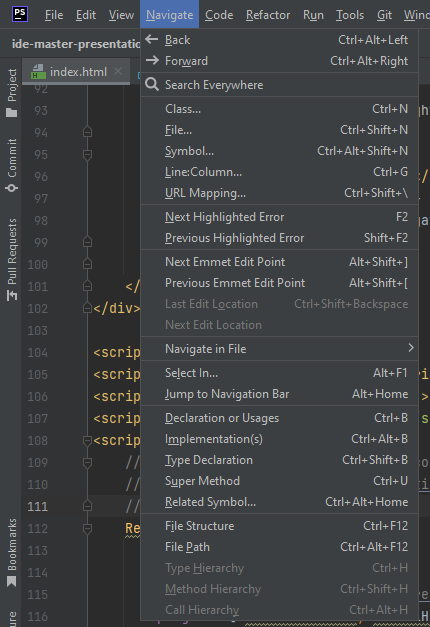 PS File Edit View Navigate Code Refactor Run Tools Git
ide-master-presentatio
index.html
Project
Commit
Pull Requests
Bookmarks
Back Ctrl+Alt+Left
Forward Ctrl+Alt+Right
Search Everywhere
Class... Ctrl+N
File... Ctrl+Shift+N
Symbol... Ctrl+Alt+Shift+N
Line:Column... Ctrl+G
URL Mapping... Ctrl+Shift+\
Next Highlighted Error F2
Previous Highlighted Error Shift+F2
Next Emmet Edit Point Alt+Shift+]
Previous Emmet Edit Point Alt+Shift+[
Last Edit Location Ctrl+Shift+Backspace
Next Edit Location
Navigate in File
Select In... Alt+F1
Jump to Navigation Bar Alt+Home
Declaration or Usages Ctrl+B
Implementation(s) Ctrl+Alt+B
Type Declaration Ctrl+Shift+B
Super Method Ctrl+U
Related Symbol... Ctrl+Alt+Home
File Structure Ctrl+F12
File Path Ctrl+Alt+F12
Type Hierarchy Ctrl+H
Method Hierarchy Ctrl+Shift+H
Call Hierarchy Ctrl+Alt+H
92
93
94
95
96
97
98
99
100
101 </
102 </div>
103
104 <scrip
105 <scrip
106 <scrip
107 <scrip
108 <scrip
109 //
110 //
111 //
112 Re
113
114
115
116